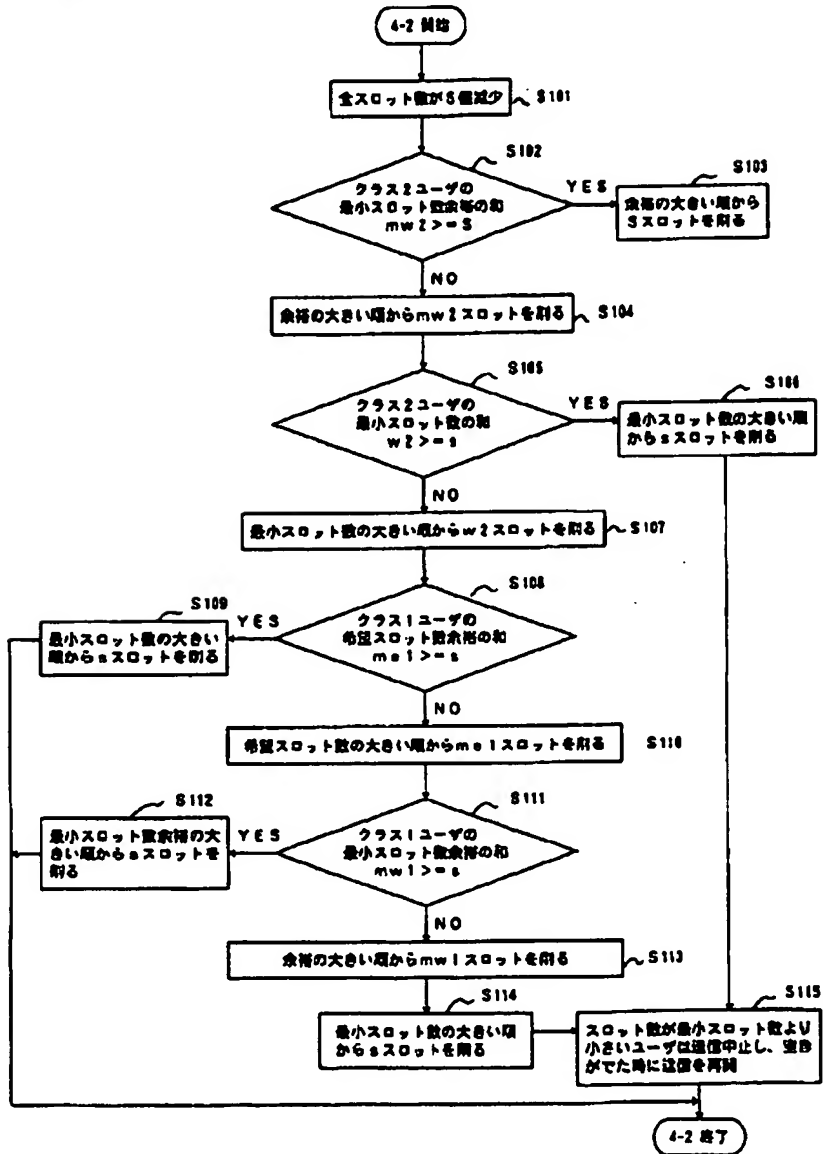 4-2 開始
全スロット数がS個減少
S101
S102
クラス2ユーザの
最小スロット数余裕の和
mw2>=S
YES
S103
余裕の大きい順から
Sスロットを削る
NO
余裕の大きい順からmw2スロットを削る
S104
S105
クラス2ユーザの
最小スロット数の和
w2>=s
YES
S106
最小スロット数の大きい順
からsスロットを削る
NO
最小スロット数の大きい順からw2スロットを削る
S107
S108
クラス1ユーザの
希望スロット数余裕の和
me1>=s
YES
S109
最小スロット数の大きい
順からsスロットを削る
NO
希望スロット数の大きい順からme1スロットを削る
S110
S111
クラス1ユーザの
最小スロット数余裕の和
mw1>=s
YES
S112
最小スロット数余裕の大
きい順からsスロットを
削る
NO
余裕の大きい順からmw1スロットを削る
S113
S114
最小スロット数の大きい順
からsスロットを削る
S115
スロット数が最小スロット数より
小さいユーザは送信中止し、空き
がでた時に送信を再開
4-2 終了